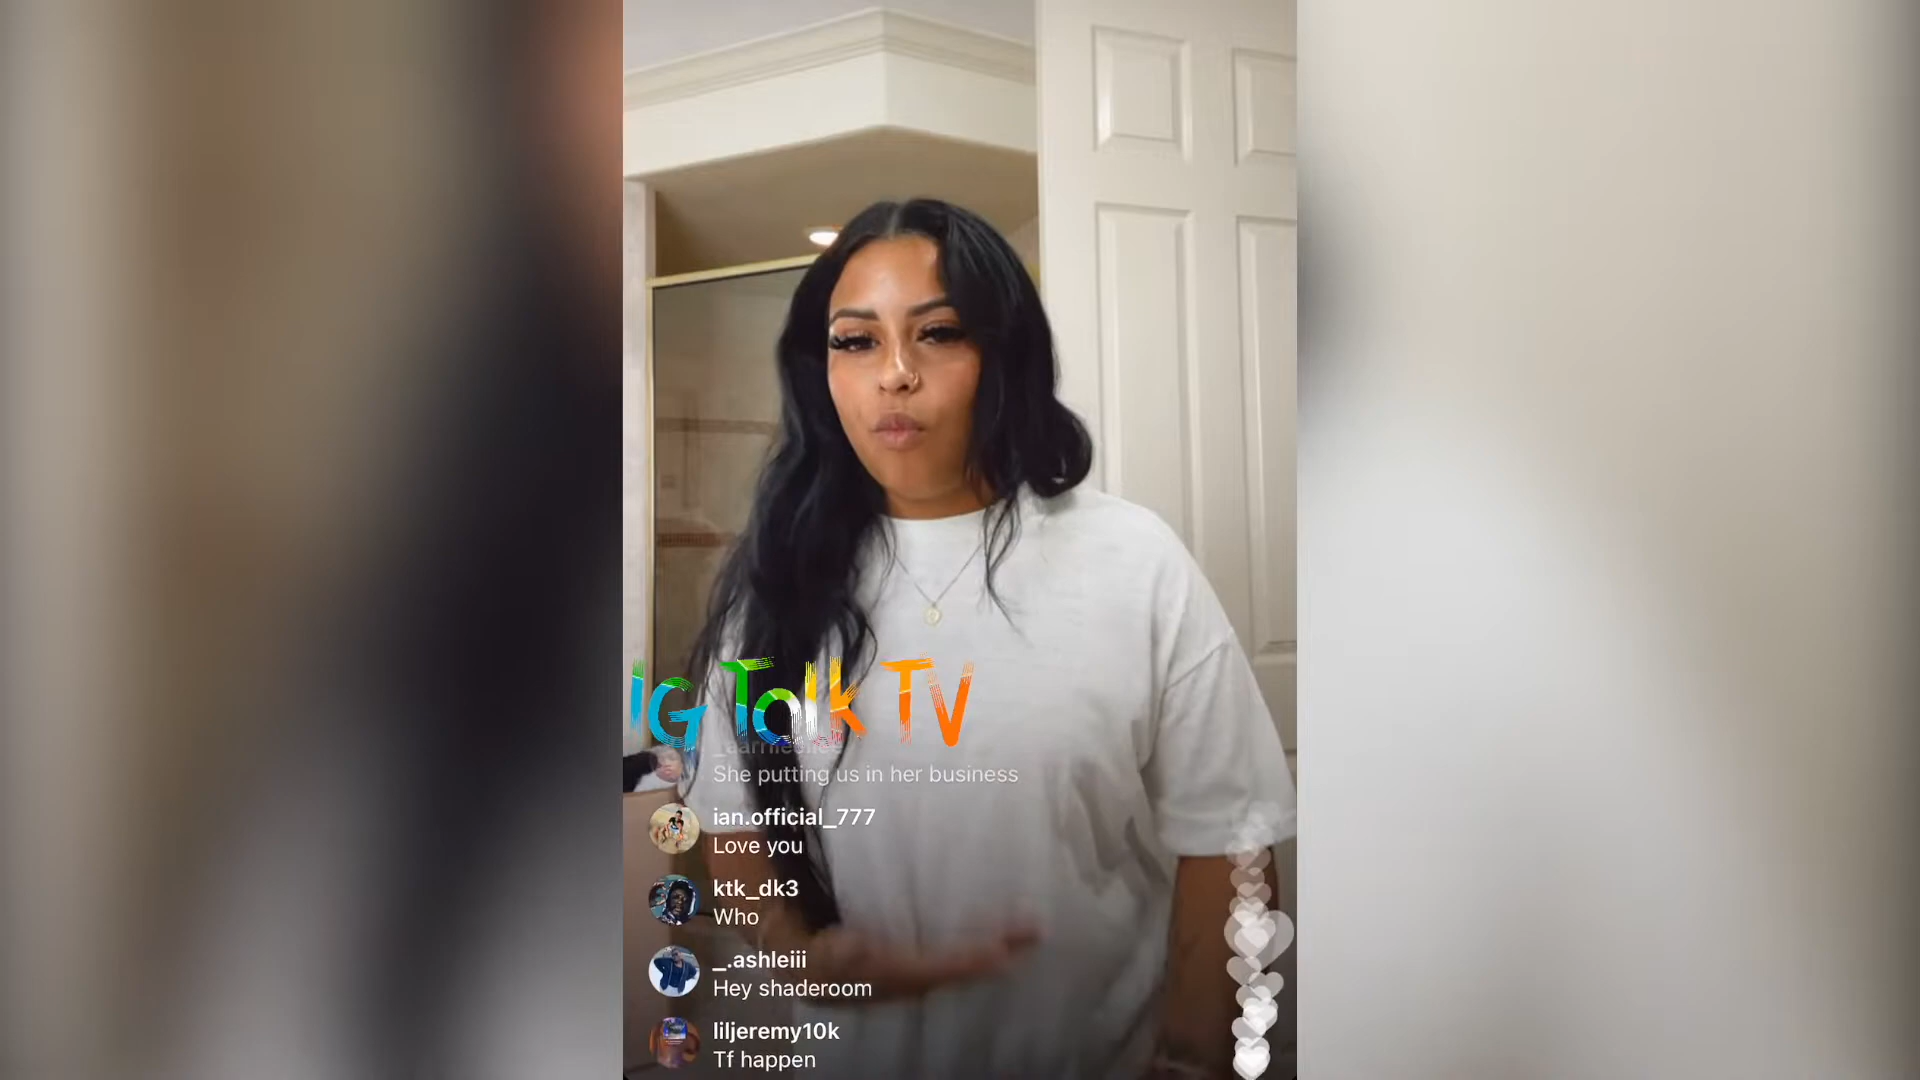 IG Talk TV
She putting us in her business
ian.official_777
Love you
ktk_dk3
Who
_.ashleiii
Hey shaderoom
liljeremy10k
Tf happen